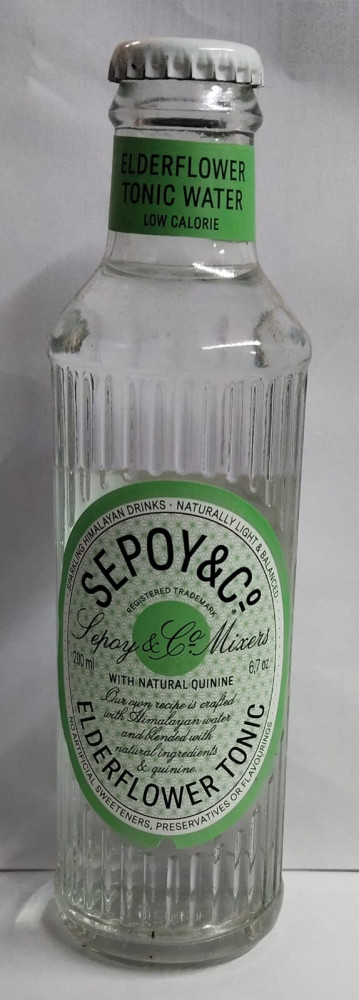 ELDERFLOWER
TONIC WATER
LOW CALORIE
SPARKLING HIMALAYAN DRINKS · NATURALLY LIGHT & BALANCED
SEPOY&Cº
REGISTERED TRADEMARK
Sepoy & Cº Mixers
200 ml
6,7 oz
WITH NATURAL QUININE
Our own recipe is crafted
with Himalayan water
and blended with
natural ingredients
& quinine
ELDERFLOWER TONIC
NO ARTIFICIAL SWEETENERS, PRESERVATIVES OR FLAVOURINGS